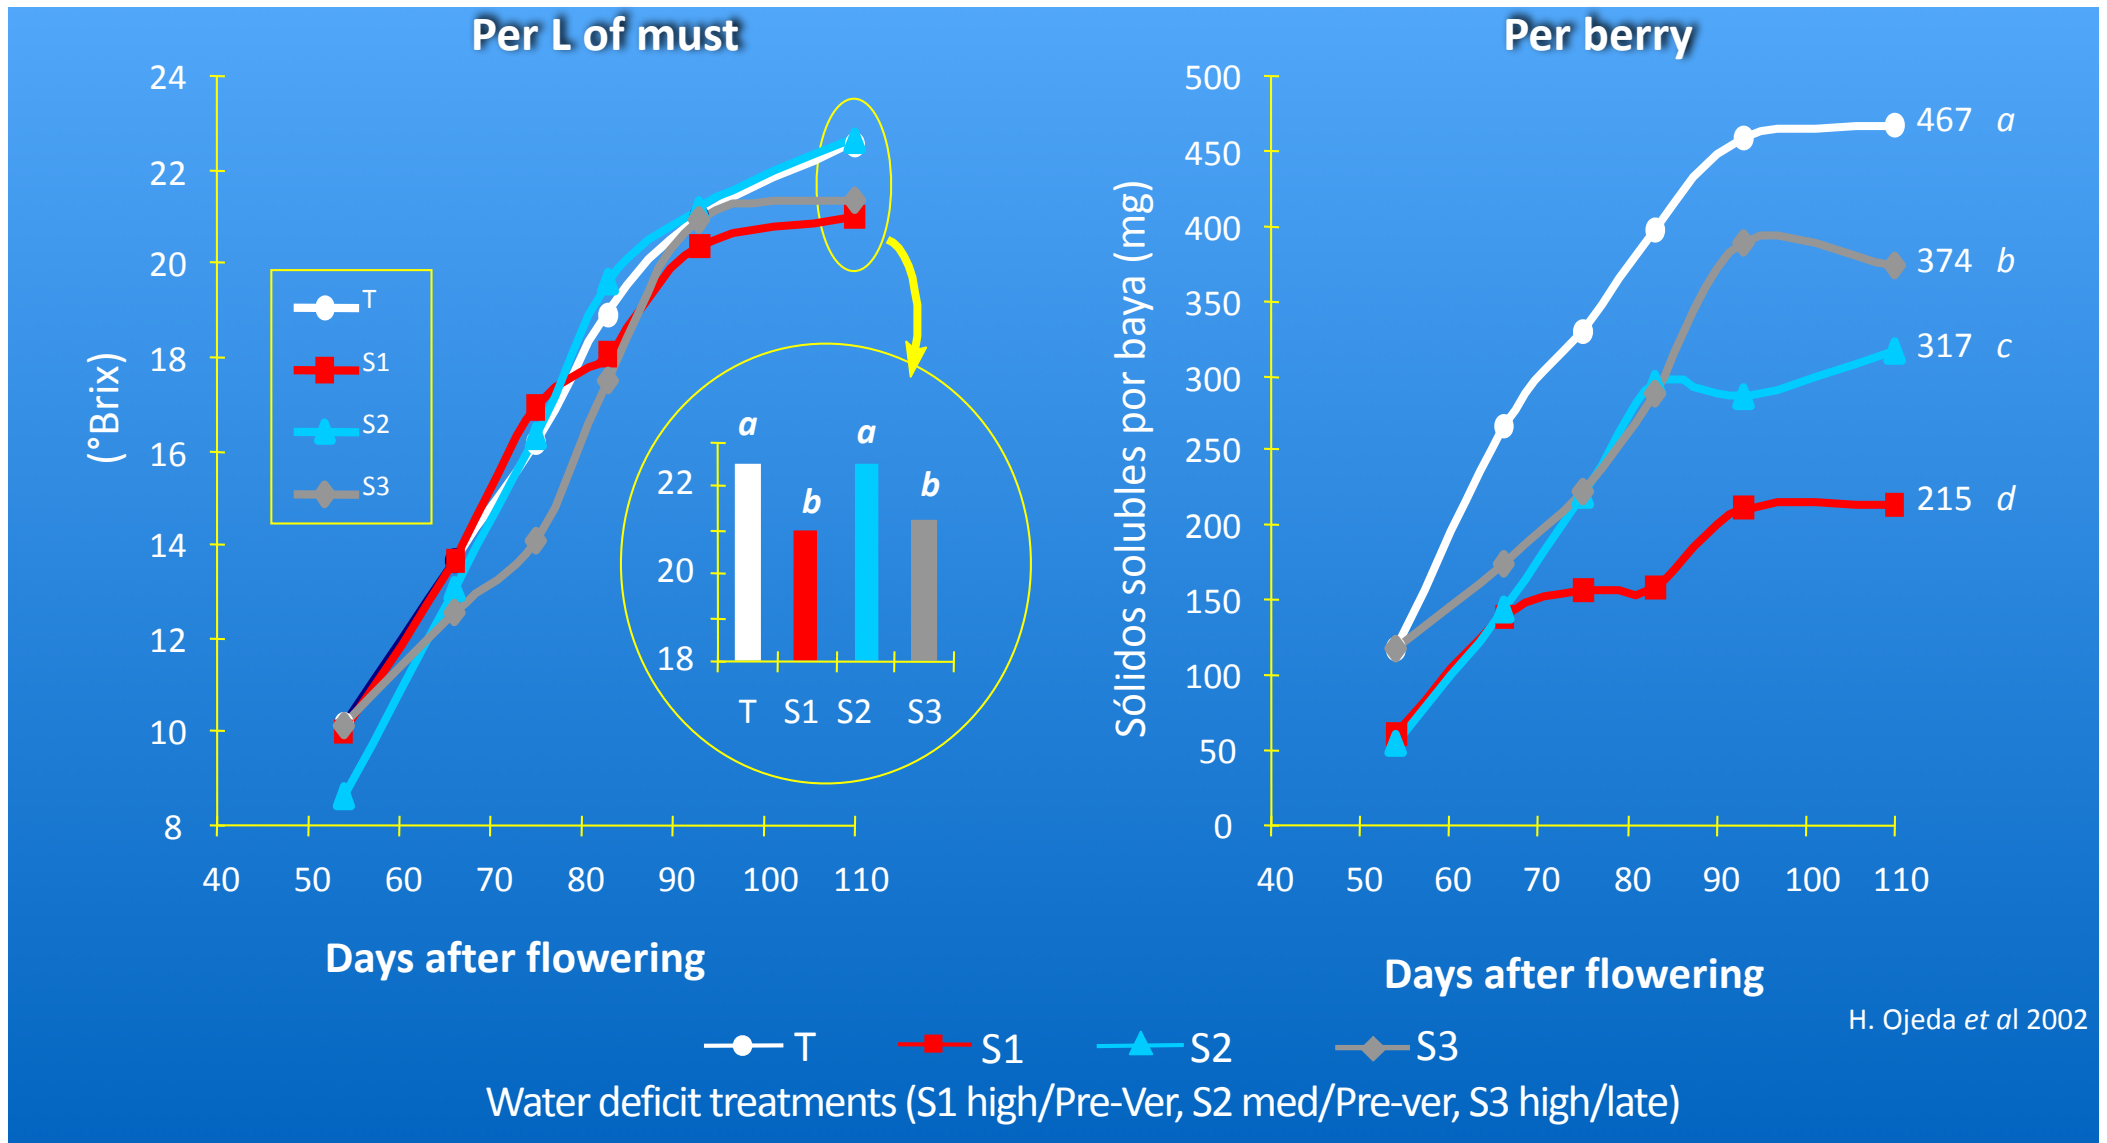 Per L of must
24
22
20
18
16
14
12
10
8
(°Brix)
T
S1
S2
S3
a
b
a
b
22
20
18
T S1 S2 S3
40 50 60 70 80 90 100 110
Days after flowering
Per berry
500
450
400
350
300
250
200
150
100
50
0
Sólidos solubles por baya (mg)
467 a
374 b
317 c
215 d
40 50 60 70 80 90 100 110
Days after flowering
H. Ojeda et al 2002
T S1 S2 S3
Water deficit treatments (S1 high/Pre-Ver, S2 med/Pre-ver, S3 high/late)